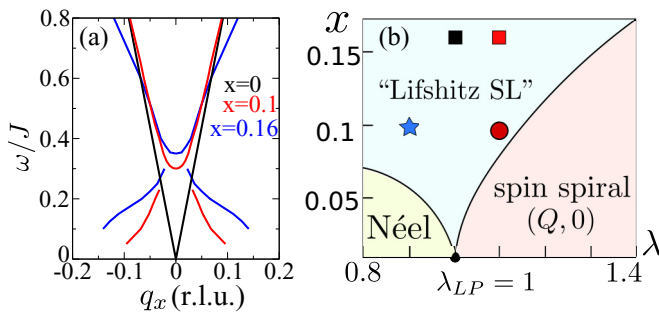 (a)
x=0
x=0.1
x=0.16
ω/J
0.8
0.6
0.4
0.2
0
-0.2 -0.1 0 0.1 0.2
q_x (r.l.u.)
x (b)
0.15
0.1
0.05
“Lifshitz SL”
spin spiral
(Q, 0)
Néel
λ
0.8 1.4
λ_{LP} = 1